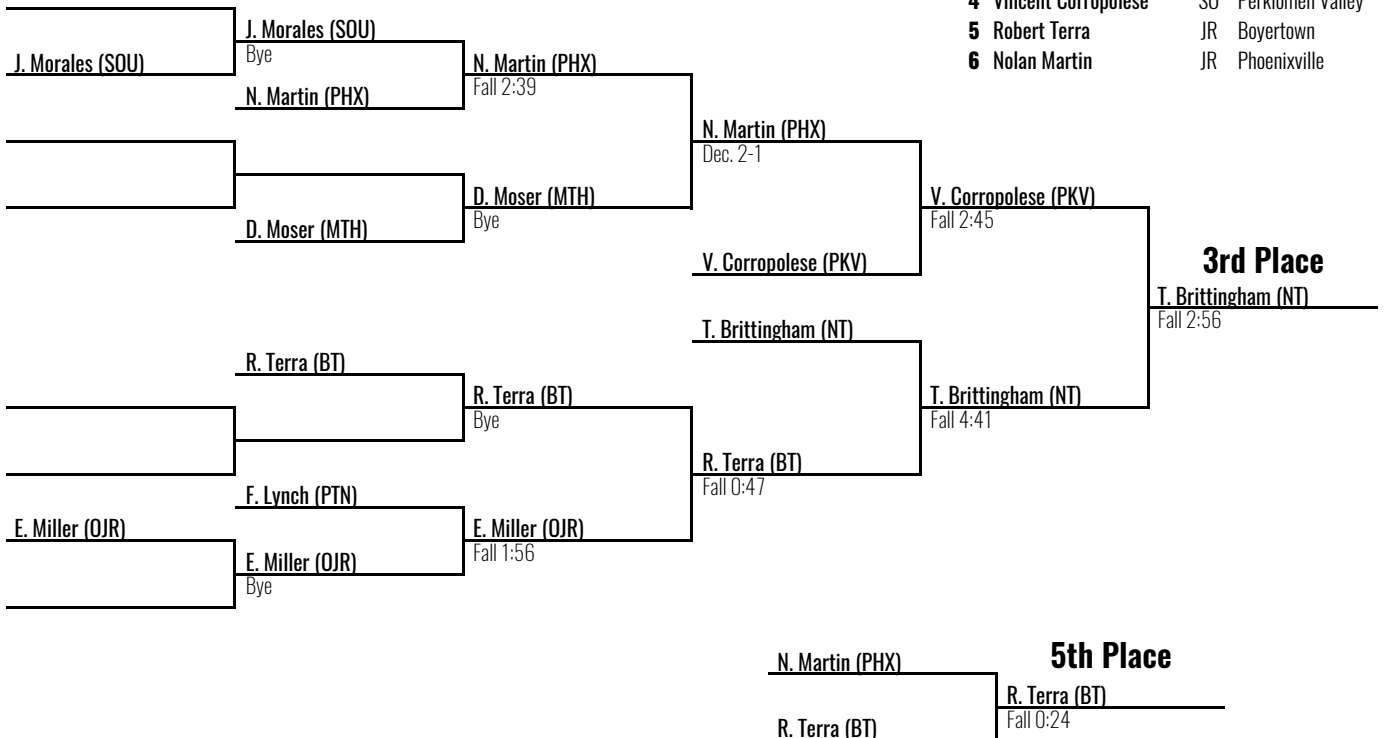 4 Vincent Corropolese SO Perkiomen Valley
5 Robert Terra JR Boyertown
6 Nolan Martin JR Phoenixville
J. Morales (SOU)
J. Morales (SOU)
Bye
N. Martin (PHX)
N. Martin (PHX)
Fall 2:39
N. Martin (PHX)
Dec. 2-1
D. Moser (MTH)
D. Moser (MTH)
Bye
V. Corropolese (PKV)
V. Corropolese (PKV)
Fall 2:45
3rd Place
T. Brittingham (NT)
Fall 2:56
T. Brittingham (NT)
T. Brittingham (NT)
Fall 4:41
R. Terra (BT)
R. Terra (BT)
Bye
R. Terra (BT)
Fall 0:47
F. Lynch (PTN)
E. Miller (OJR)
E. Miller (OJR)
Bye
E. Miller (OJR)
Fall 1:56
5th Place
N. Martin (PHX)
R. Terra (BT)
R. Terra (BT)
Fall 0:24